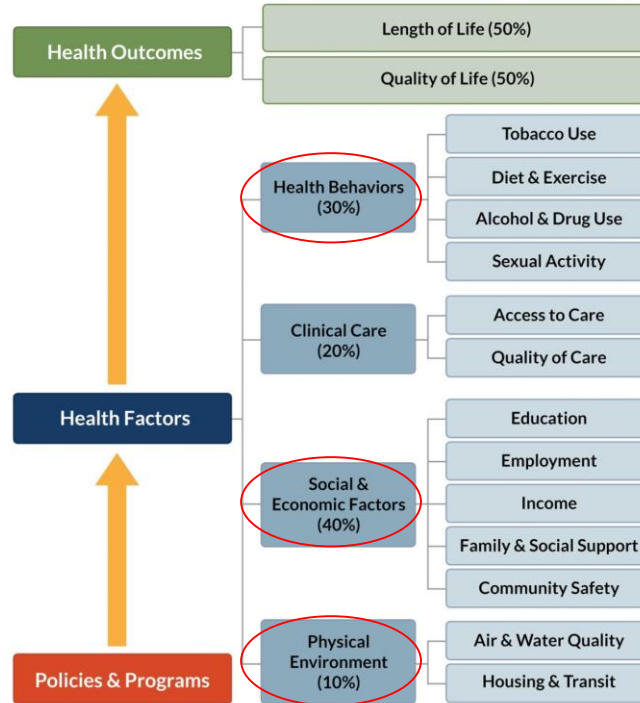 Health Outcomes
Length of Life (50%)
Quality of Life (50%)
Health Behaviors
(30%)
Tobacco Use
Diet & Exercise
Alcohol & Drug Use
Sexual Activity
Clinical Care
(20%)
Access to Care
Quality of Care
Health Factors
Social &
Economic Factors
(40%)
Education
Employment
Income
Family & Social Support
Community Safety
Physical
Environment
(10%)
Air & Water Quality
Housing & Transit
Policies & Programs